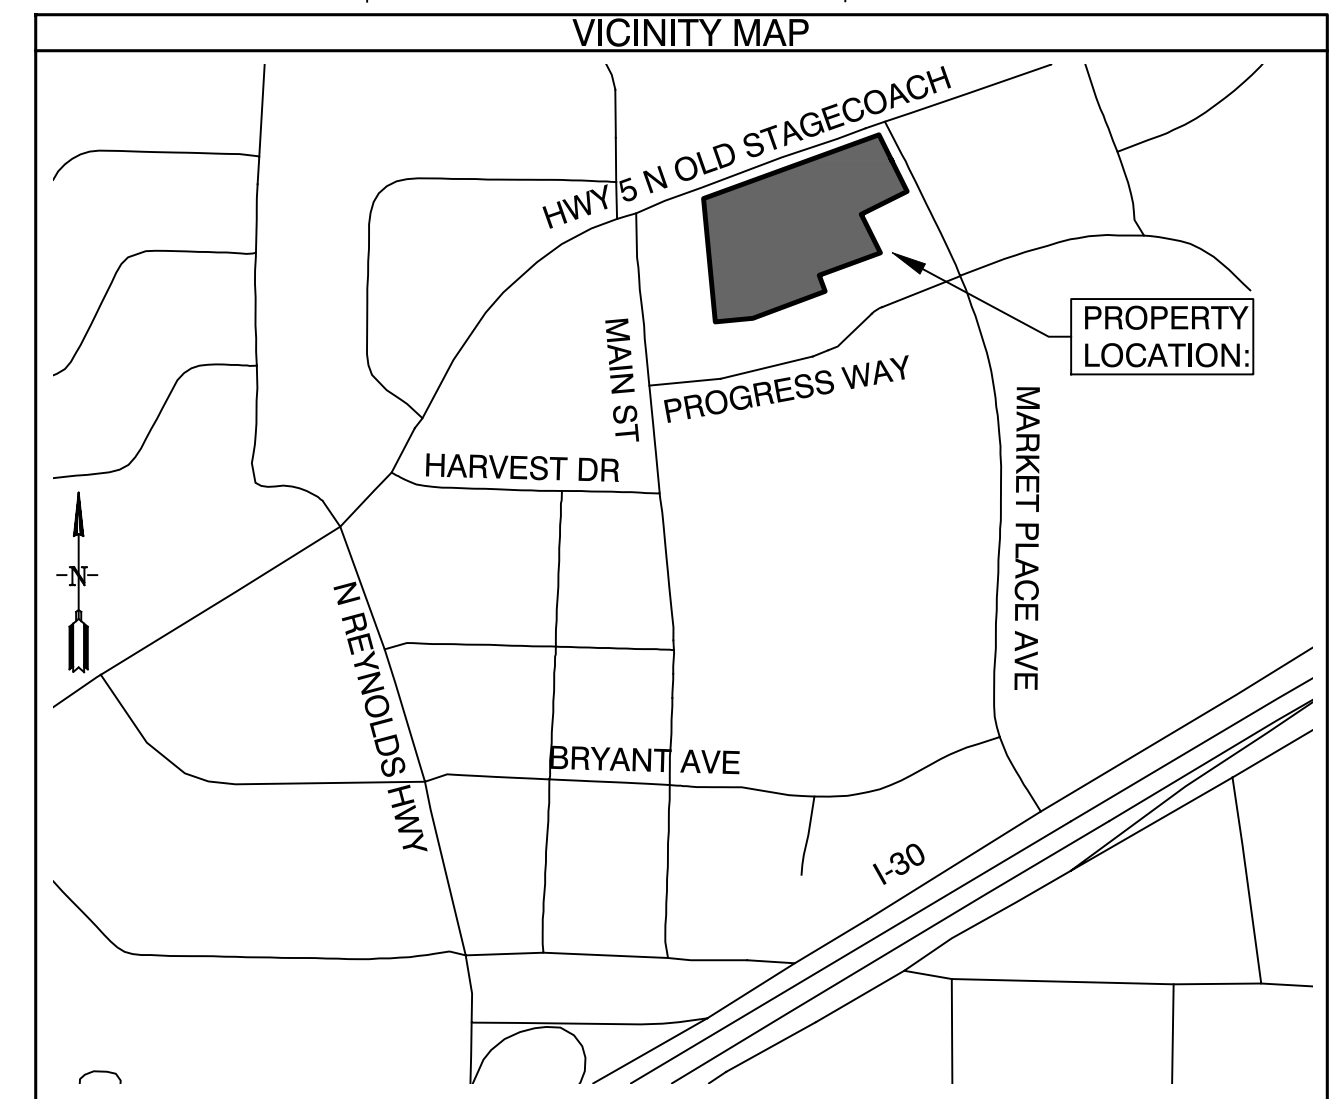 VICINITY MAP
HWY 5 N OLD STAGECOACH
PROPERTY
LOCATION:
MAIN ST
PROGRESS WAY
MARKET PLACE AVE
HARVEST DR
-N-
N REYNOLDS HWY
BRYANT AVE
I-30